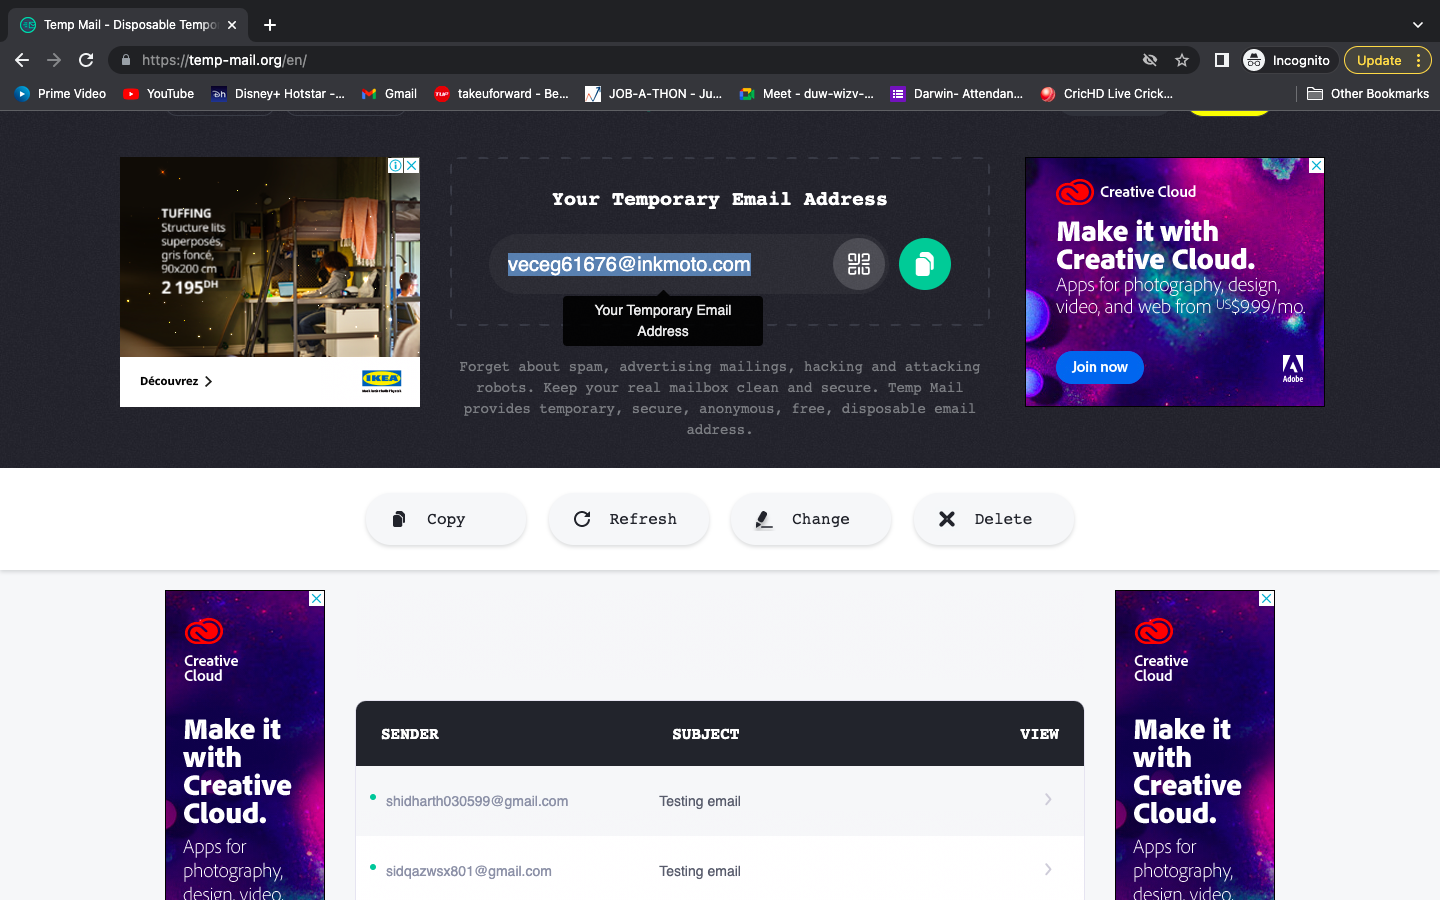 Temp Mail - Disposable Tempo
https://temp-mail.org/en/
Incognito
Update
Prime Video
YouTube
Disney+ Hotstar -...
Gmail
takeuforward - Be...
JOB-A-THON - Ju...
Meet - duw-wizv-...
Darwin- Attendan...
CricHD Live Crick...
Other Bookmarks
TUFFING
Structure lits
superposés,
gris foncé,
90x200 cm
2 195DH
Découvrez
IKEA
Your Temporary Email Address
veceg61676@inkmoto.com
Your Temporary Email
Address
Forget about spam, advertising mailings, hacking and attacking
robots. Keep your real mailbox clean and secure. Temp Mail
provides temporary, secure, anonymous, free, disposable email
address.
Creative Cloud
Make it with
Creative Cloud.
Apps for photography, design,
video, and web from US$9.99/mo.
Join now
Adobe
Copy
Refresh
Change
Delete
Creative
Cloud
Make it
with
Creative
Cloud.
Apps for
photography,
design, video,
SENDER
SUBJECT
VIEW
shidharth030599@gmail.com
Testing email
sidqazwsx801@gmail.com
Testing email
Creative
Cloud
Make it
with
Creative
Cloud.
Apps for
photography,
design, video,